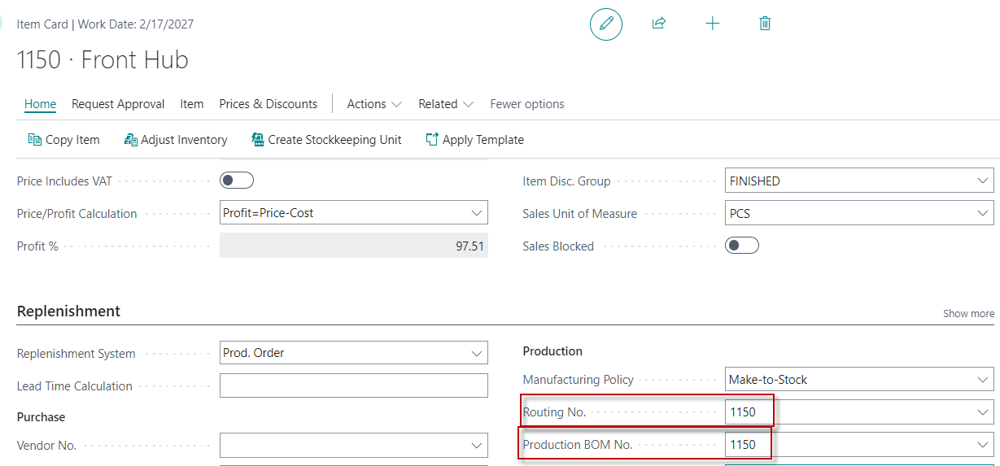 Item Card | Work Date: 2/17/2027
1150 · Front Hub
Home Request Approval Item Prices & Discounts Actions Related Fewer options
Copy Item Adjust Inventory Create Stockkeeping Unit Apply Template
Price Includes VAT
Item Disc. Group FINISHED
Price/Profit Calculation Profit=Price-Cost
Sales Unit of Measure PCS
Profit % 97.51
Sales Blocked
Replenishment Show more
Replenishment System Prod. Order
Lead Time Calculation
Purchase
Vendor No.
Production
Manufacturing Policy Make-to-Stock
Routing No. 1150
Production BOM No. 1150